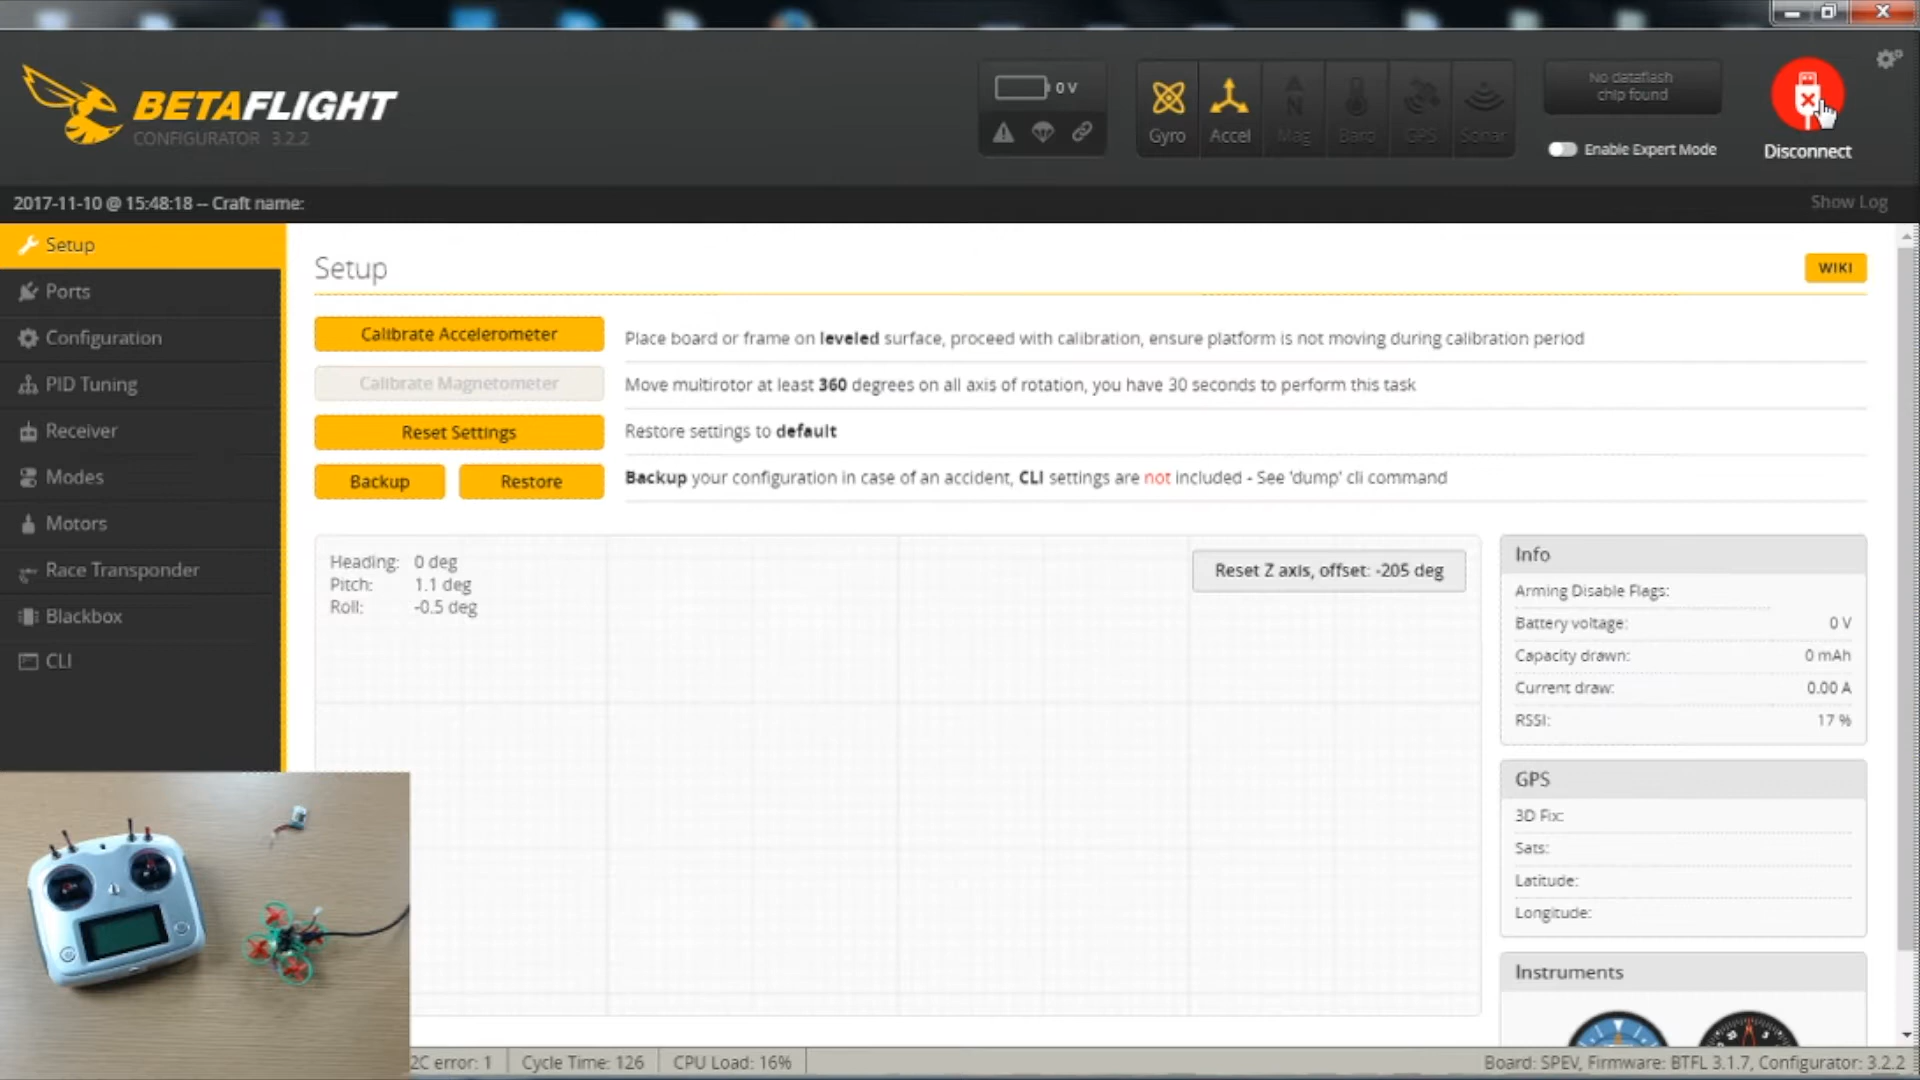 BETAFLIGHT
CONFIGURATOR 3.2.2
0 V
Gyro
Accel
Mag
Baro
GPS
Sonar
No dataflash
chip found
Enable Expert Mode
Disconnect
2017-11-10 @ 15:48:18 -- Craft name:
Show Log
Setup
Ports
Configuration
PID Tuning
Receiver
Modes
Motors
Race Transponder
Blackbox
CLI
Setup
WIKI
Calibrate Accelerometer
Place board or frame on leveled surface, proceed with calibration, ensure platform is not moving during calibration period
Calibrate Magnetometer
Move multirotor at least 360 degrees on all axis of rotation, you have 30 seconds to perform this task
Reset Settings
Restore settings to default
Backup
Restore
Backup your configuration in case of an accident, CLI settings are not included - See 'dump' cli command
Heading: 0 deg
Pitch: 1.1 deg
Roll: -0.5 deg
Reset Z axis, offset: -205 deg
Info
Arming Disable Flags:
Battery voltage: 0 V
Capacity drawn: 0 mAh
Current draw: 0.00 A
RSSI: 17 %
GPS
3D Fix:
Sats:
Latitude:
Longitude:
Instruments
2C error: 1
Cycle Time: 126
CPU Load: 16%
Board: SPEV, Firmware: BTFL 3.1.7, Configurator: 3.2.2